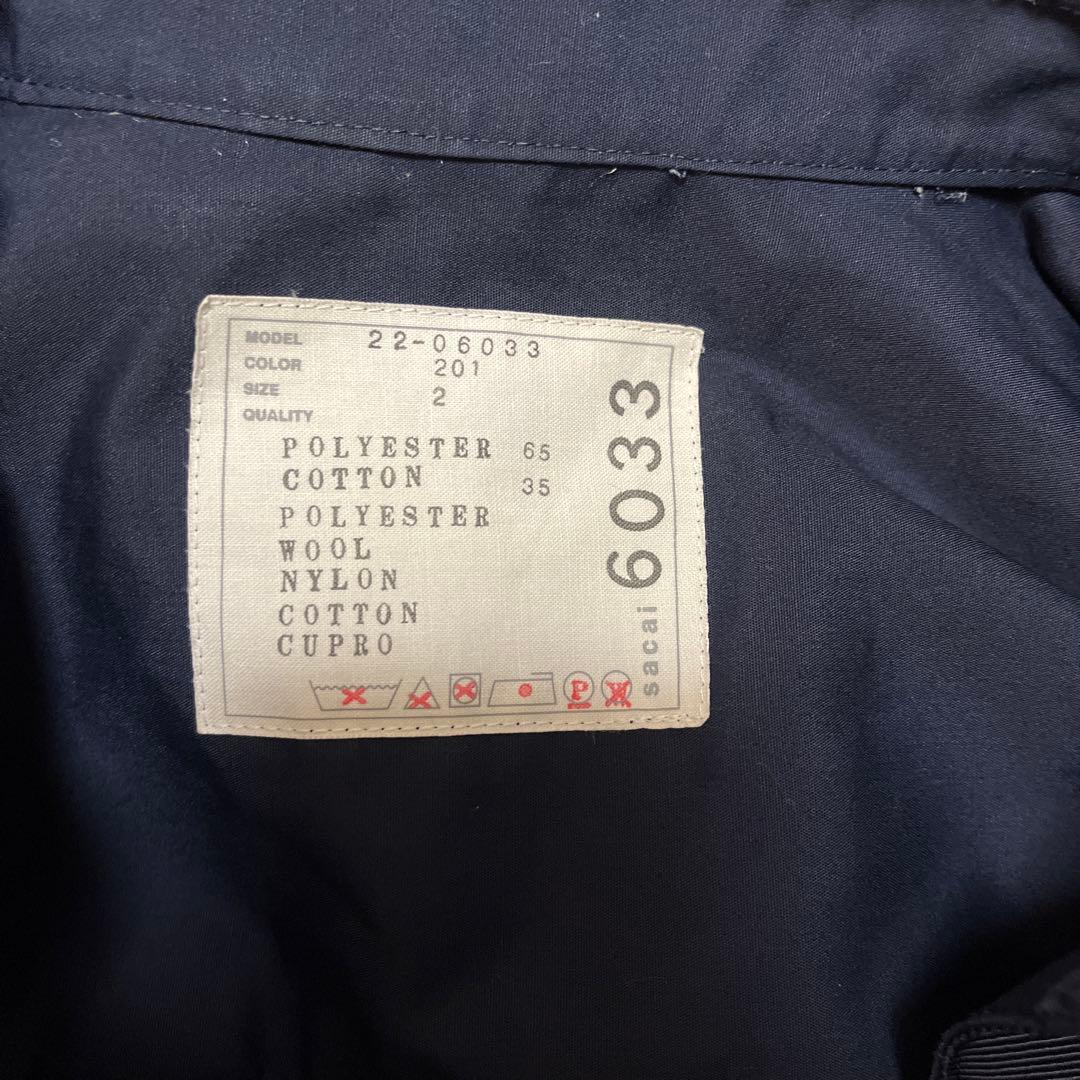 MODEL 22-06033
COLOR 201
SIZE 2
QUALITY
POLYESTER 65
COTTON 35
POLYESTER
WOOL
NYLON
COTTON
CUPRO
P W
sacai 6033